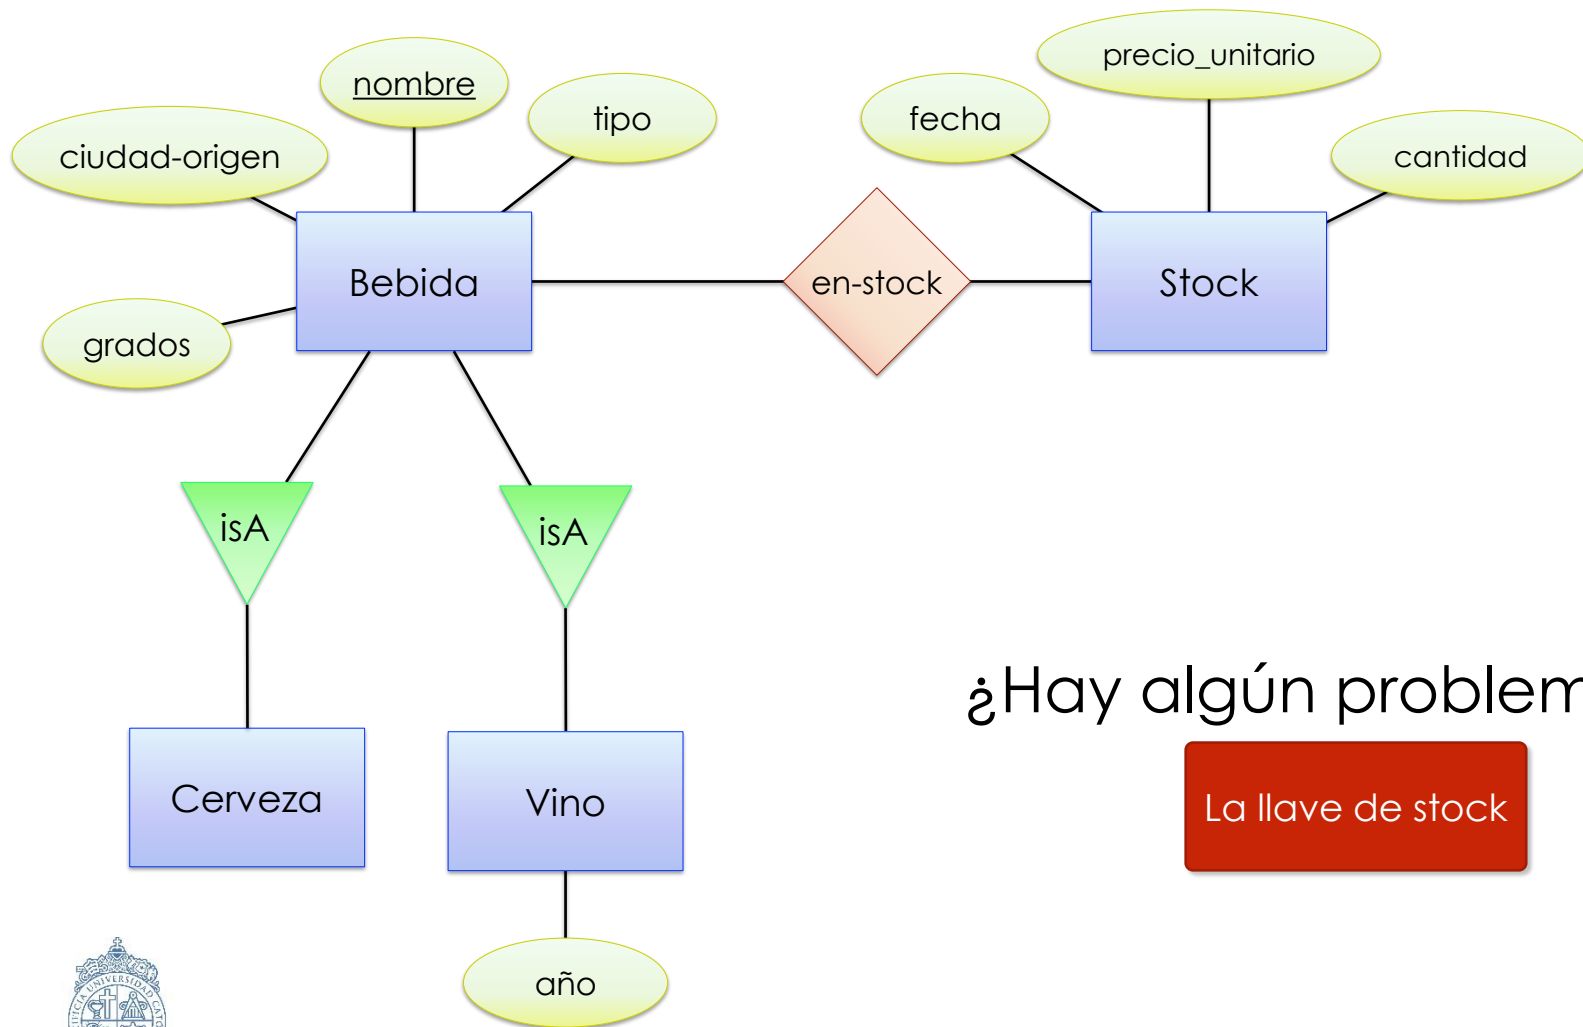 nombre
precio_unitario
tipo
fecha
ciudad-origen
cantidad
Bebida
en-stock
Stock
grados
isA
isA
¿Hay algún problem
Cerveza
Vino
La llave de stock
año